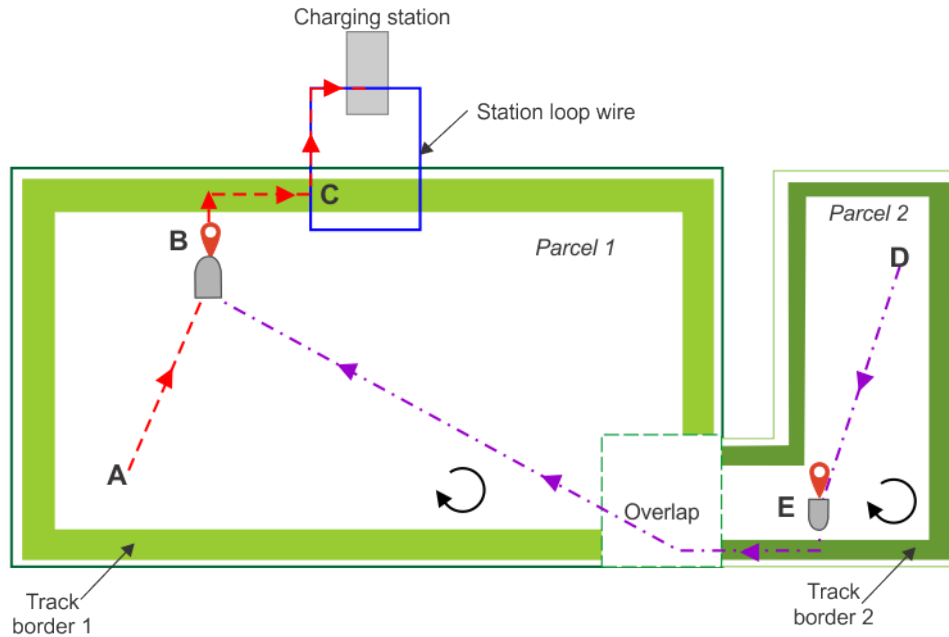 Charging station
Station loop wire
C
B
Parcel 1
Parcel 2
D
A
E
Overlap
Track
border 1
Track
border 2